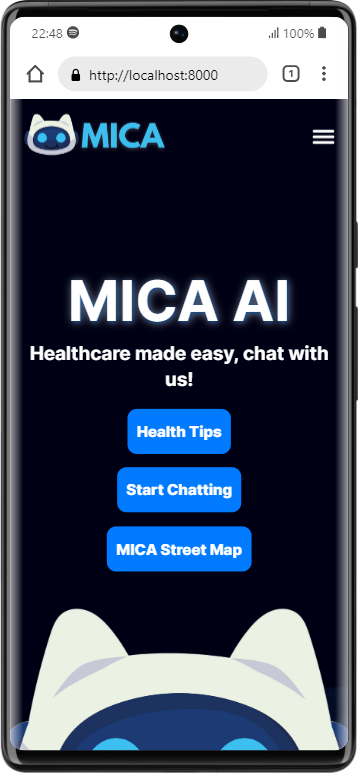 22:48 100%
http://localhost:8000 1
MICA
MICA AI
Healthcare made easy, chat with
us!
Health Tips
Start Chatting
MICA Street Map